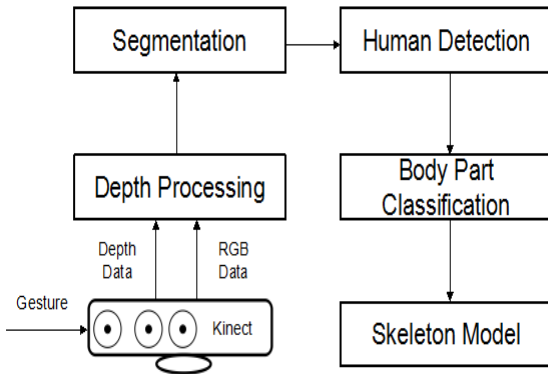 Segmentation
Human Detection
Depth Processing
Body Part
Classification
Depth
Data
RGB
Data
Gesture
Kinect
Skeleton Model